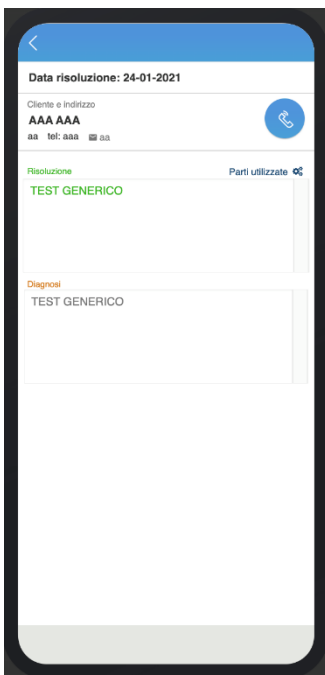 Data risoluzione: 24-01-2021
Cliente e indirizzo
AAA AAA
aa tel: aaa aa
Risoluzione Parti utilizzate
TEST GENERICO
Diagnosi
TEST GENERICO